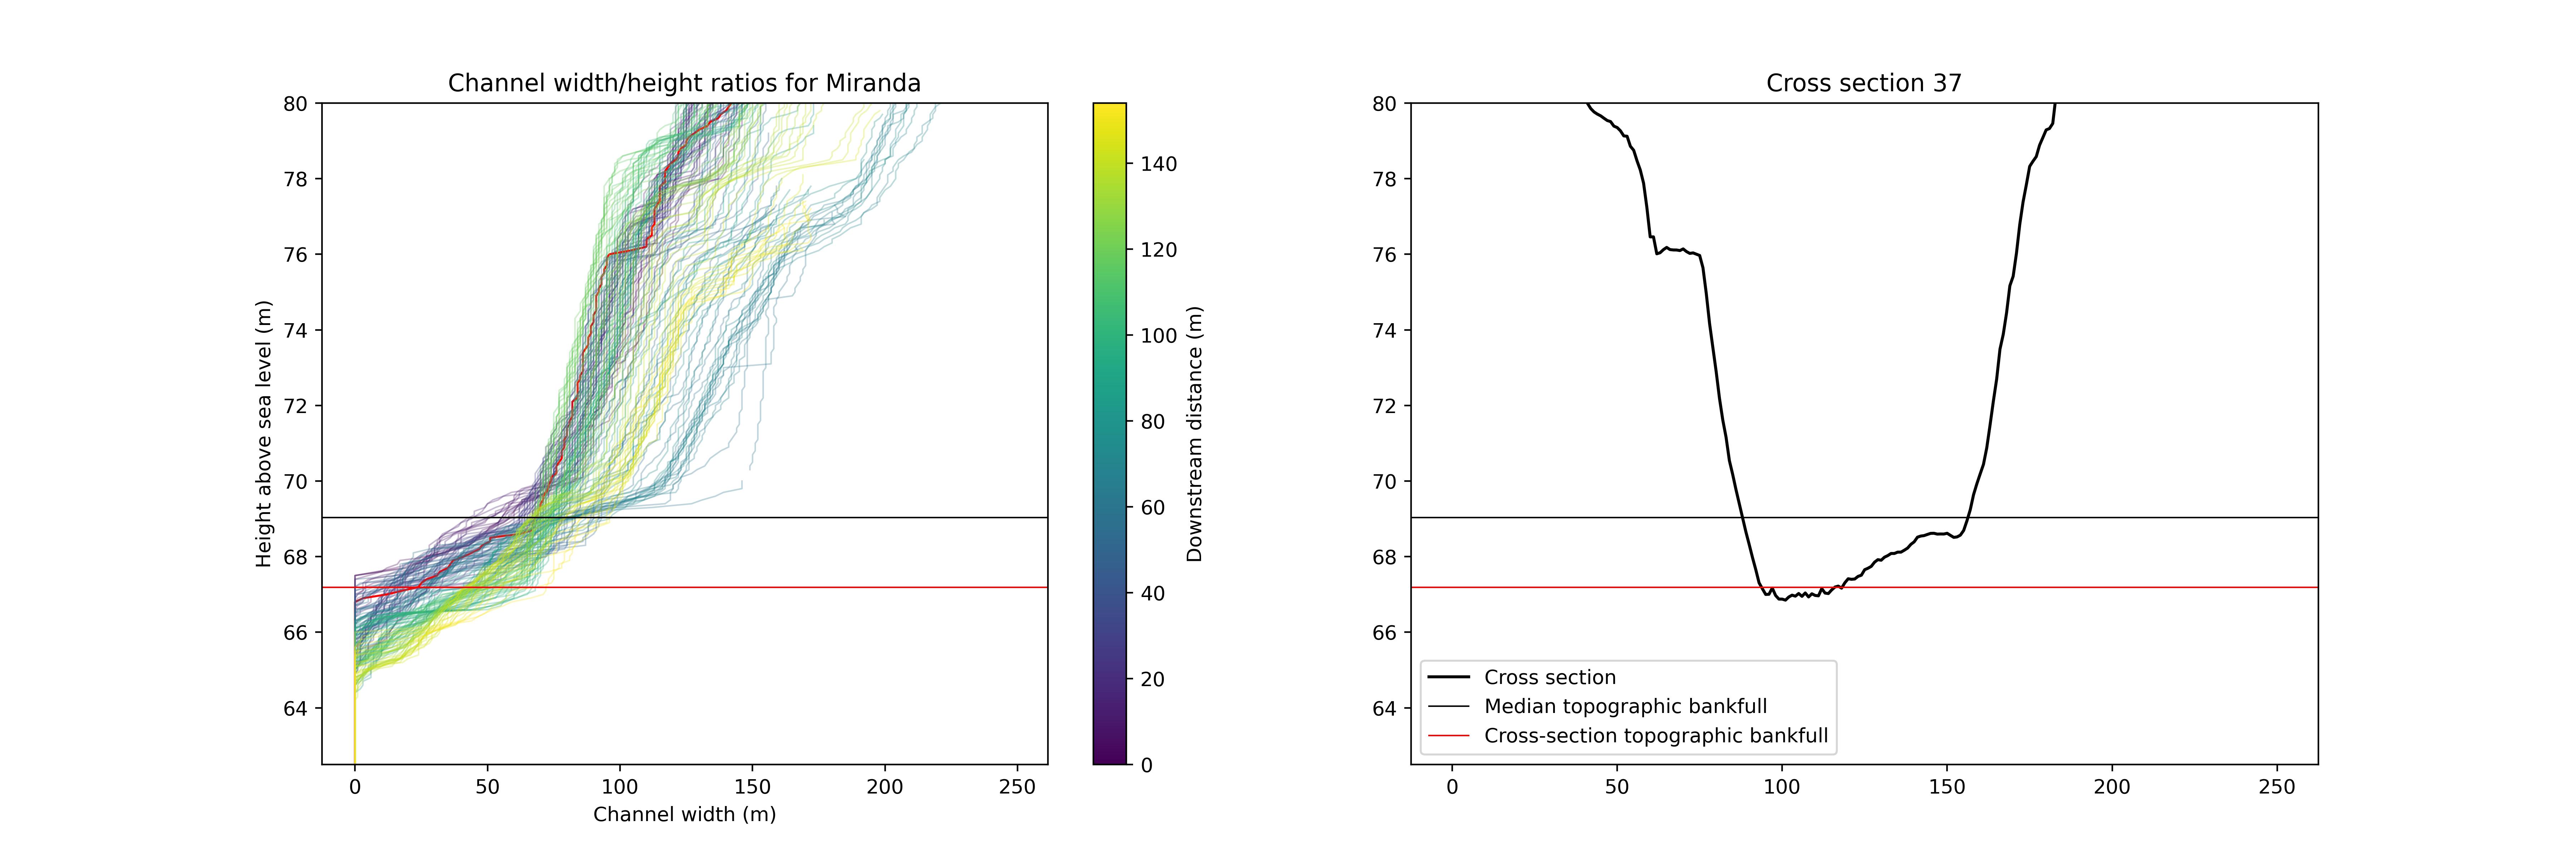 Channel width/height ratios for Miranda
80
78
76
74
72
70
68
66
64
Height above sea level (m)
0 50 100 150 200 250
Channel width (m)
140
120
100
80
60
40
20
0
Downstream distance (m)
Cross section 37
80
78
76
74
72
70
68
66
64
Cross section
Median topographic bankfull
Cross-section topographic bankfull
0 50 100 150 200 250